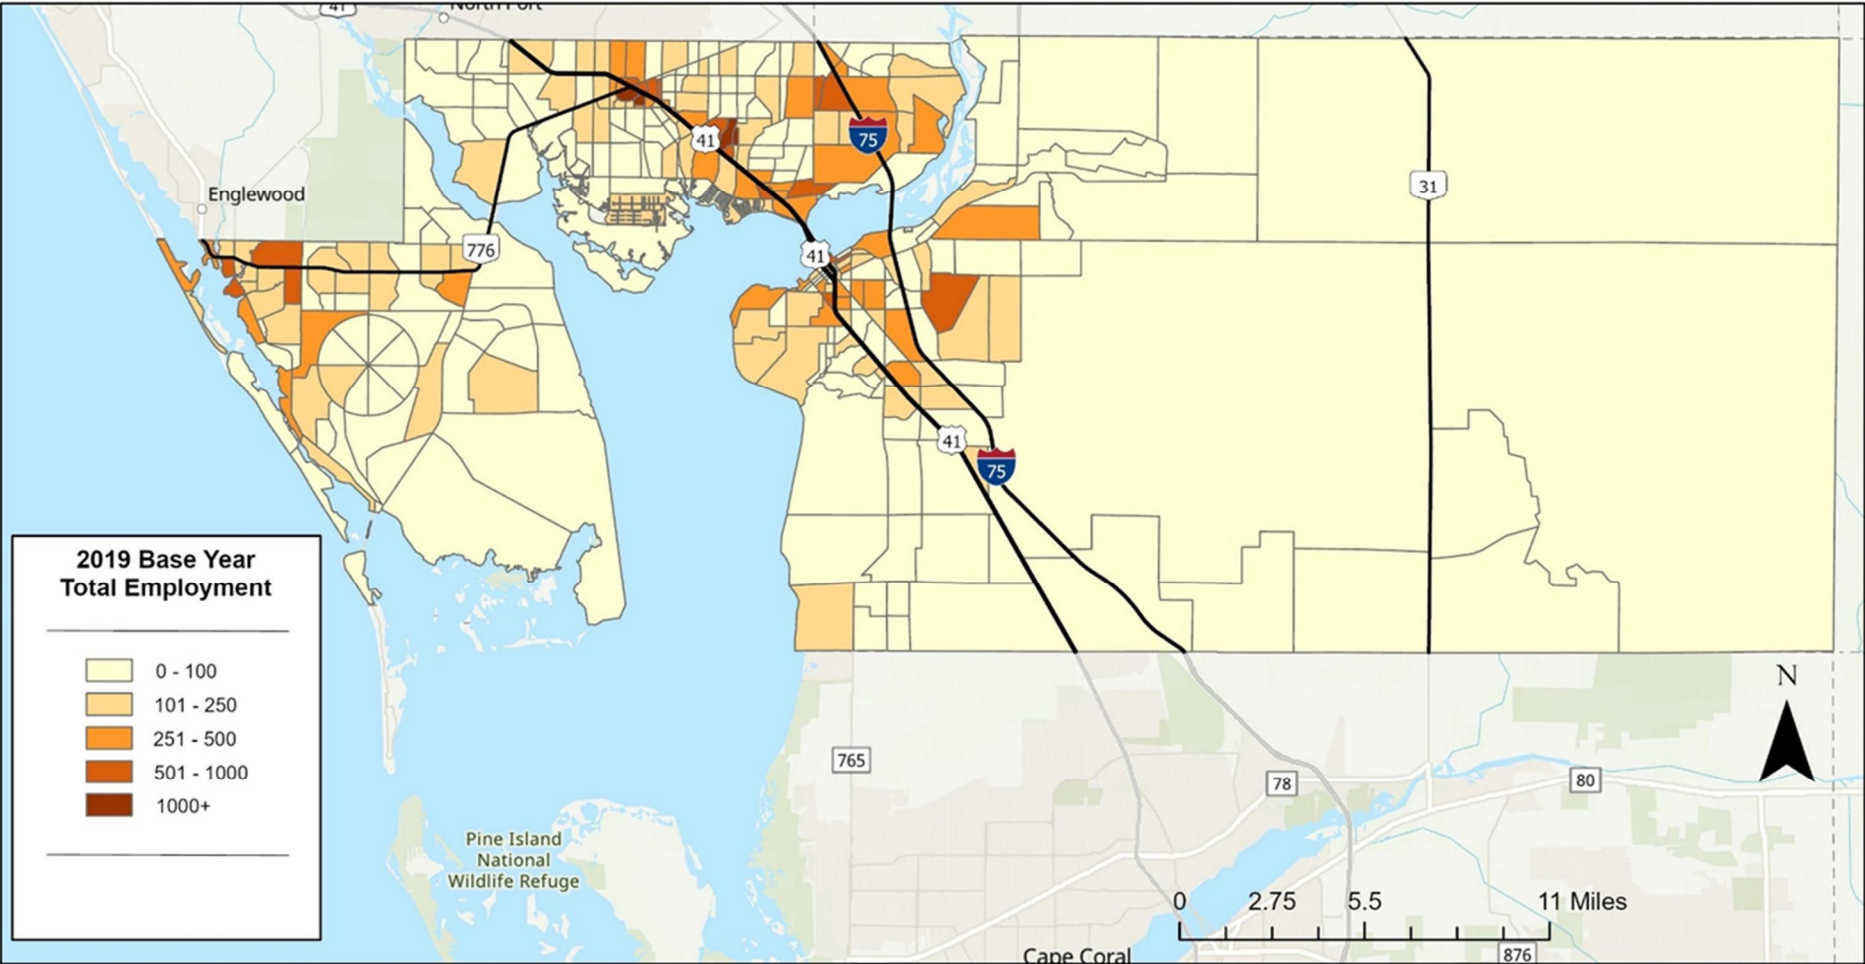 41
North Port
Englewood
41
75
31
776
41
41
75
2019 Base Year
Total Employment
0 - 100
101 - 250
251 - 500
501 - 1000
1000+
N
765
78
80
Pine Island
National
Wildlife Refuge
0 2.75 5.5 11 Miles
Cape Coral
876